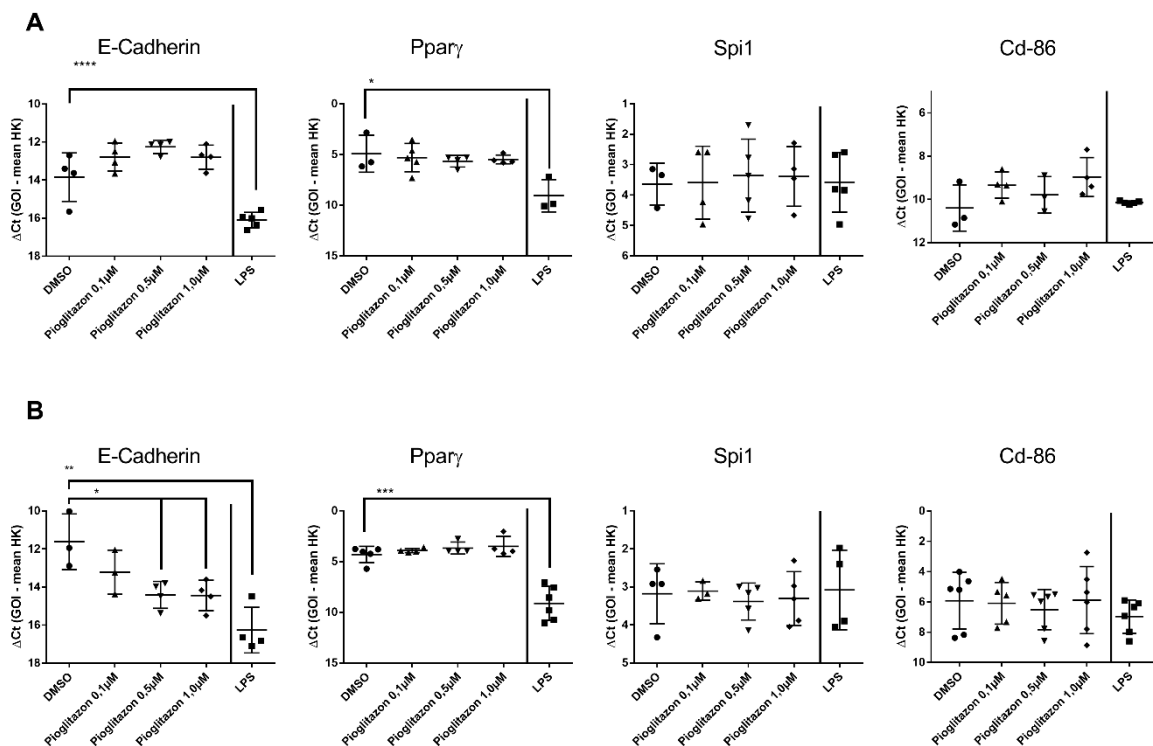 A
E-Cadherin
Pparγ
Spi1
Cd-86
****
*
ΔCt (GOI - mean HK)
10
12
14
16
18
DMSO
Pioglitazon 0,1µM
Pioglitazon 0.5µM
Pioglitazon 1,0µM
LPS
ΔCt (GOI - mean HK)
0
5
10
15
DMSO
Pioglitazon 0,1µM
Pioglitazon 0.5µM
Pioglitazon 1,0µM
LPS
ΔCt (GOI - mean HK)
1
2
3
4
5
6
DMSO
Pioglitazon 0,1µM
Pioglitazon 0.5µM
Pioglitazon 1,0µM
LPS
ΔCt (GOI - mean HK)
6
8
10
12
DMSO
Pioglitazon 0,1µM
Pioglitazon 0.5µM
Pioglitazon 1,0µM
LPS
B
E-Cadherin
Pparγ
Spi1
Cd-86
**
*
***
ΔCt (GOI - mean HK)
10
12
14
16
18
DMSO
Pioglitazon 0,1µM
Pioglitazon 0.5µM
Pioglitazon 1,0µM
LPS
ΔCt (GOI - mean HK)
0
5
10
15
DMSO
Pioglitazon 0,1µM
Pioglitazon 0.5µM
Pioglitazon 1,0µM
LPS
ΔCt (GOI - mean HK)
1
2
3
4
5
DMSO
Pioglitazon 0,1µM
Pioglitazon 0.5µM
Pioglitazon 1,0µM
LPS
ΔCt (GOI - mean HK)
0
2
4
6
8
10
DMSO
Pioglitazon 0,1µM
Pioglitazon 0.5µM
Pioglitazon 1,0µM
LPS